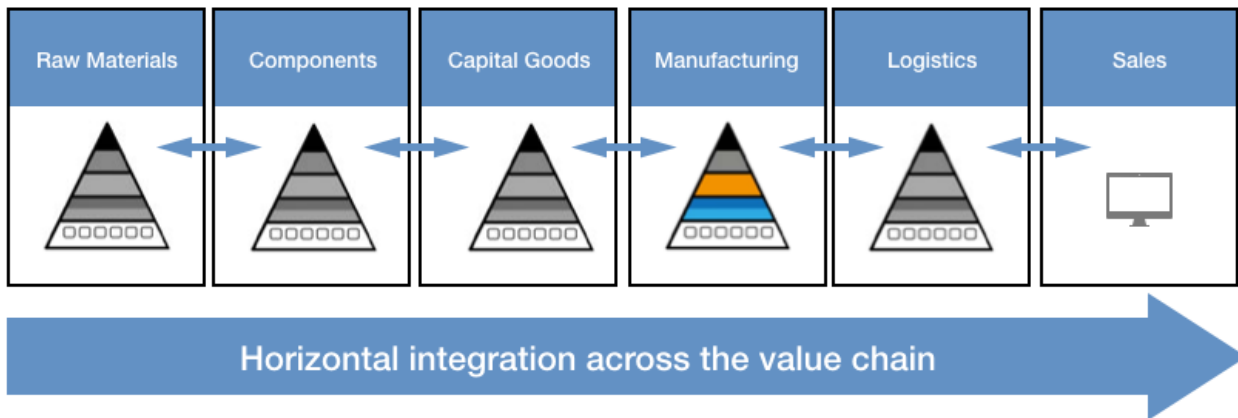 Raw Materials
Components
Capital Goods
Manufacturing
Logistics
Sales
Horizontal integration across the value chain